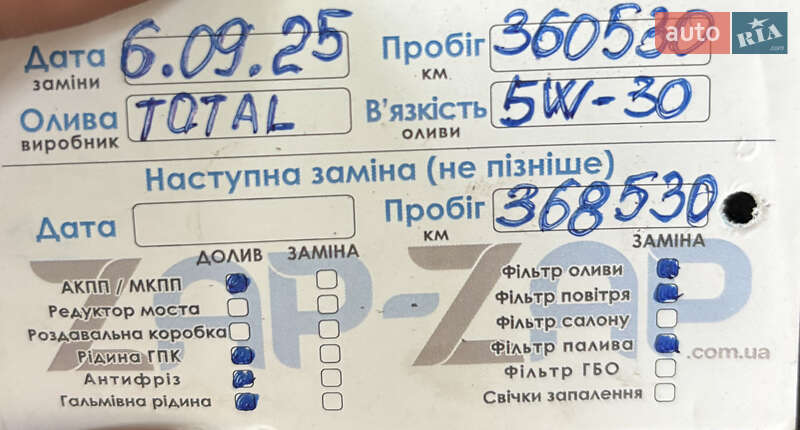 Дата заміни 6.09.25 Пробіг км 360530 auto RIA .com
Олива виробник TOTAL В'язкість оливи 5W-30
Наступна заміна (не пізніше)
Дата Пробіг км 368530
ДОЛИВ ЗАМІНА ЗАМІНА
АКПП / МКПП Фільтр оливи
Редуктор моста Фільтр повітря
Роздавальна коробка Фільтр салону
Рідина ГПК Фільтр палива
Антифріз Фільтр ГБО
Гальмівна рідина Свічки запалення
ZAP-ZAP .com.ua